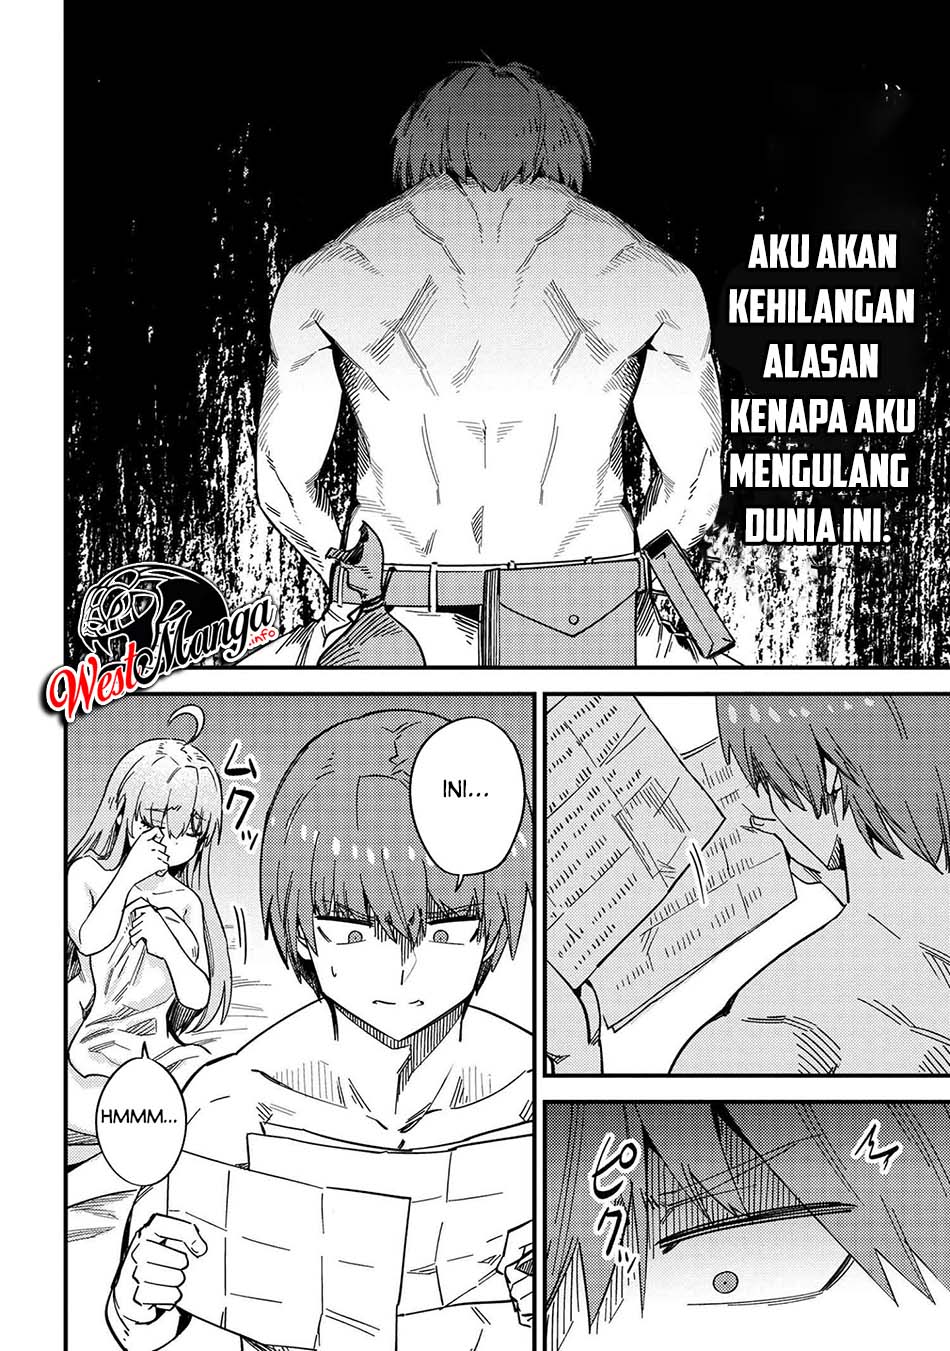 AKU AKAN
KEHILANGAN
ALASAN
KENAPA AKU
MENGULANG
DUNIA INI.
WestManga
.info
INI...
ムクッ
HMMM...
ピクッ